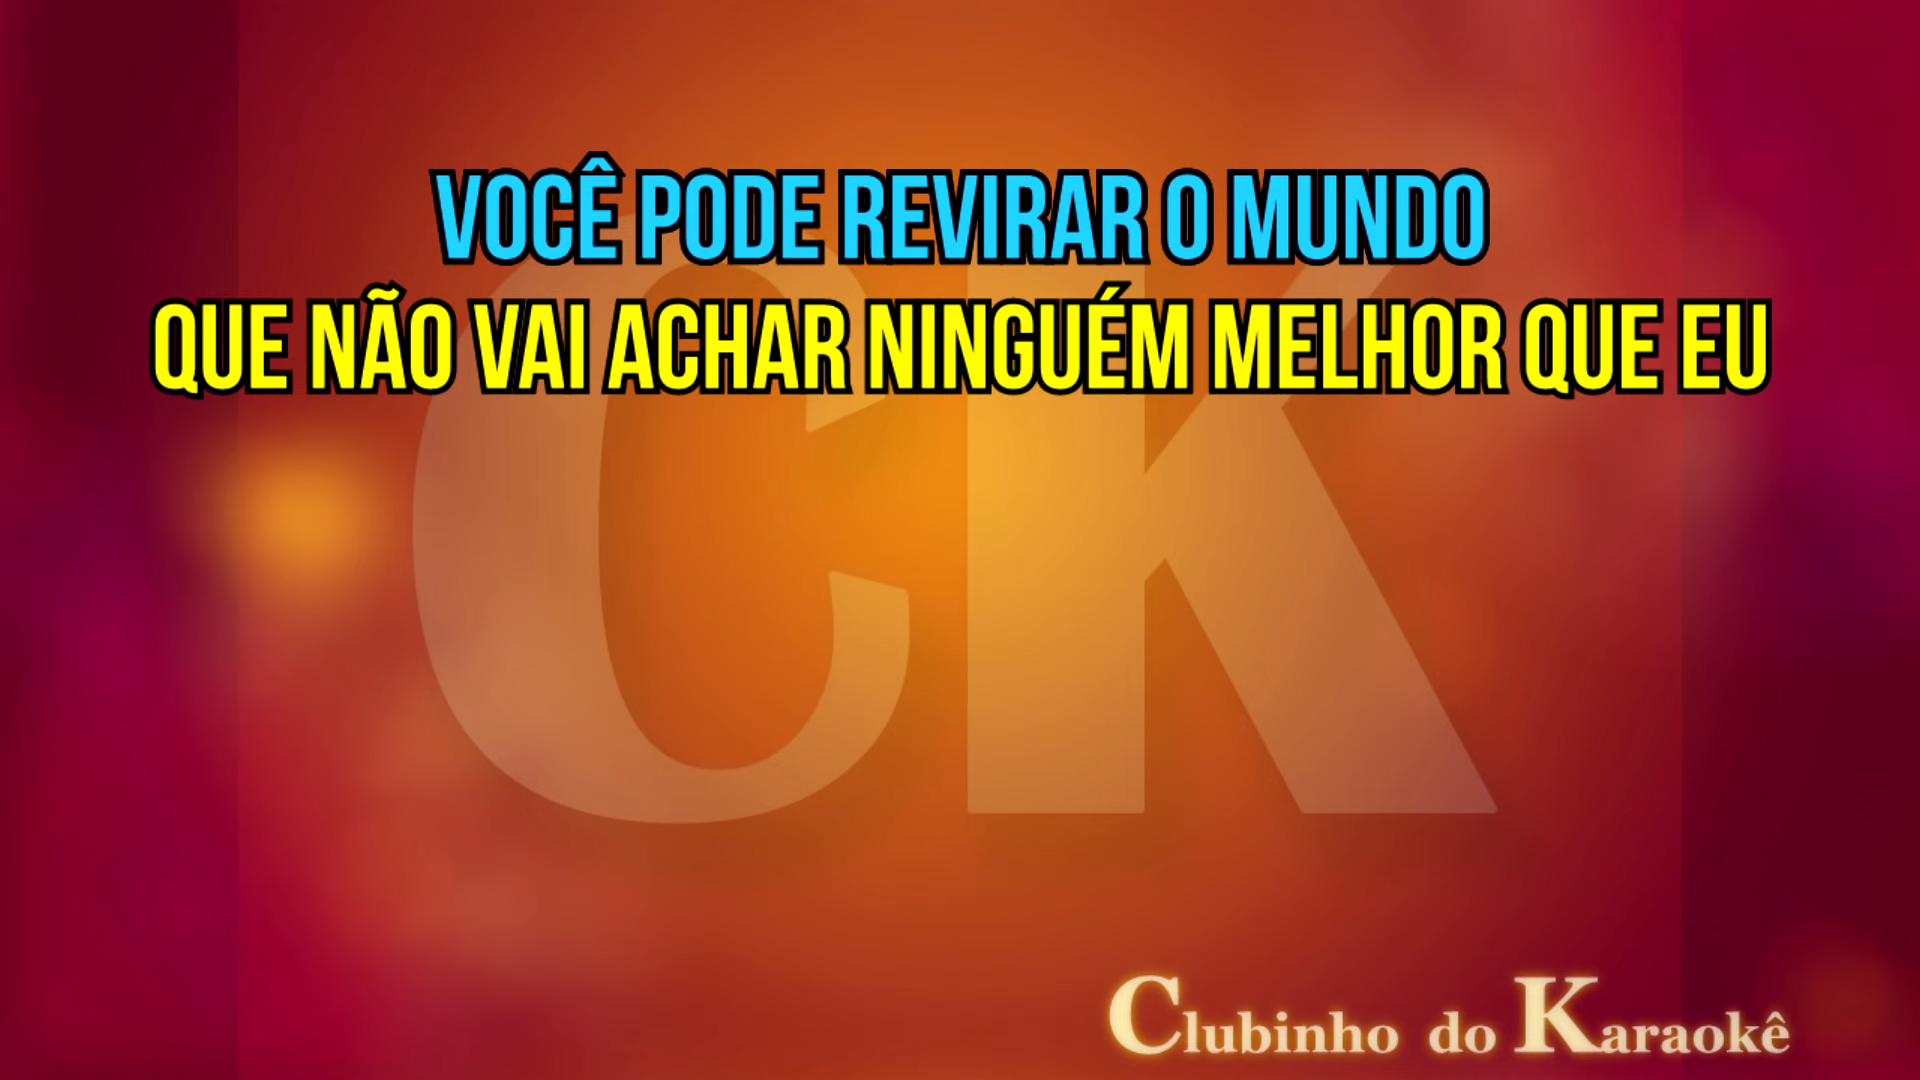 VOCÊ PODE REVIRAR O MUNDO
QUE NÃO VAI ACHAR NINGUÉM MELHOR QUE EU
CK
Clubinho do Karaokê